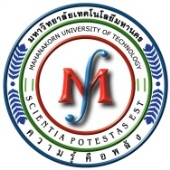 มหาวิทยาลัยเทคโนโลยีมหานคร
MAHANAKORN UNIVERSITY OF TECHNOLOGY
M
SCIENTIA POTESTAS EST
ความรู้คือพลัง